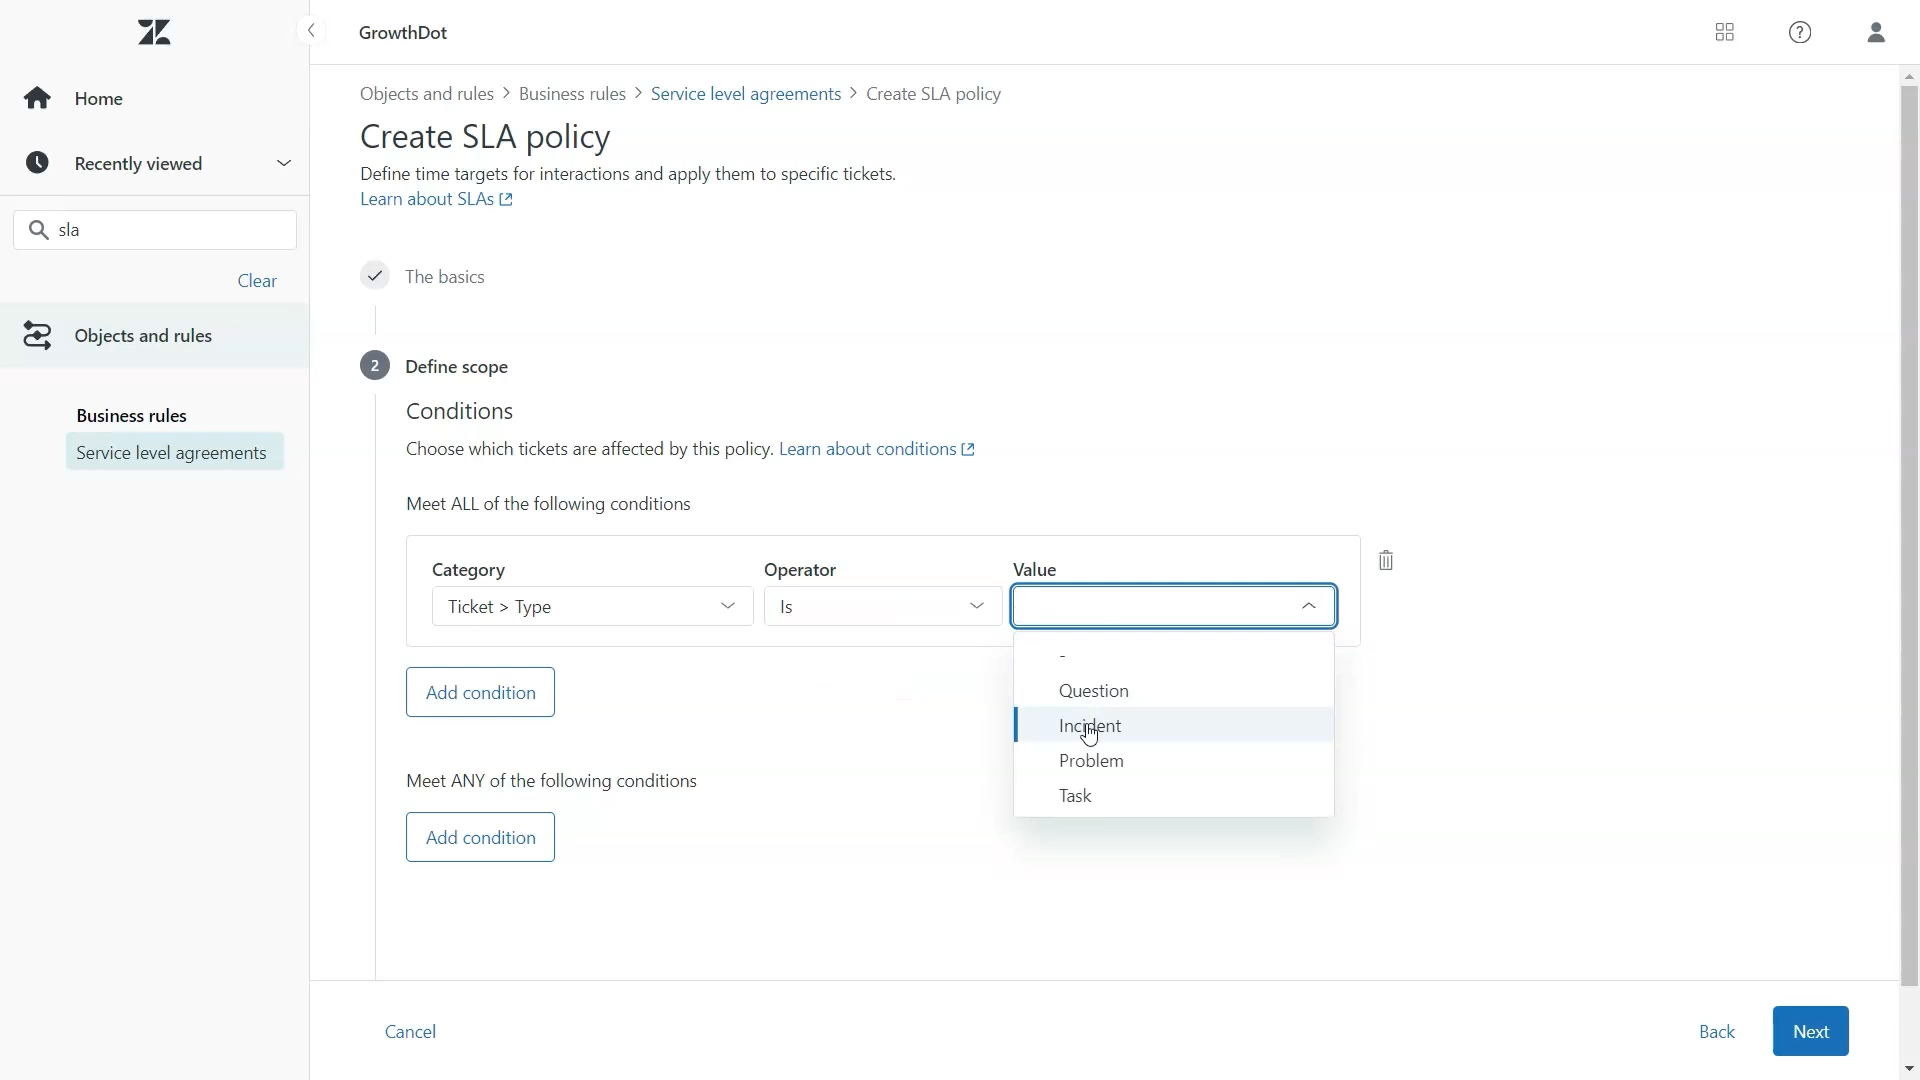 GrowthDot
Home
Recently viewed
sla
Clear
Objects and rules
Business rules
Service level agreements
Objects and rules > Business rules > Service level agreements > Create SLA policy
Create SLA policy
Define time targets for interactions and apply them to specific tickets.
Learn about SLAs
The basics
2 Define scope
Conditions
Choose which tickets are affected by this policy. Learn about conditions
Meet ALL of the following conditions
Category Operator Value
Ticket > Type Is
-
Question
Incident
Problem
Task
Add condition
Meet ANY of the following conditions
Add condition
Cancel Back Next